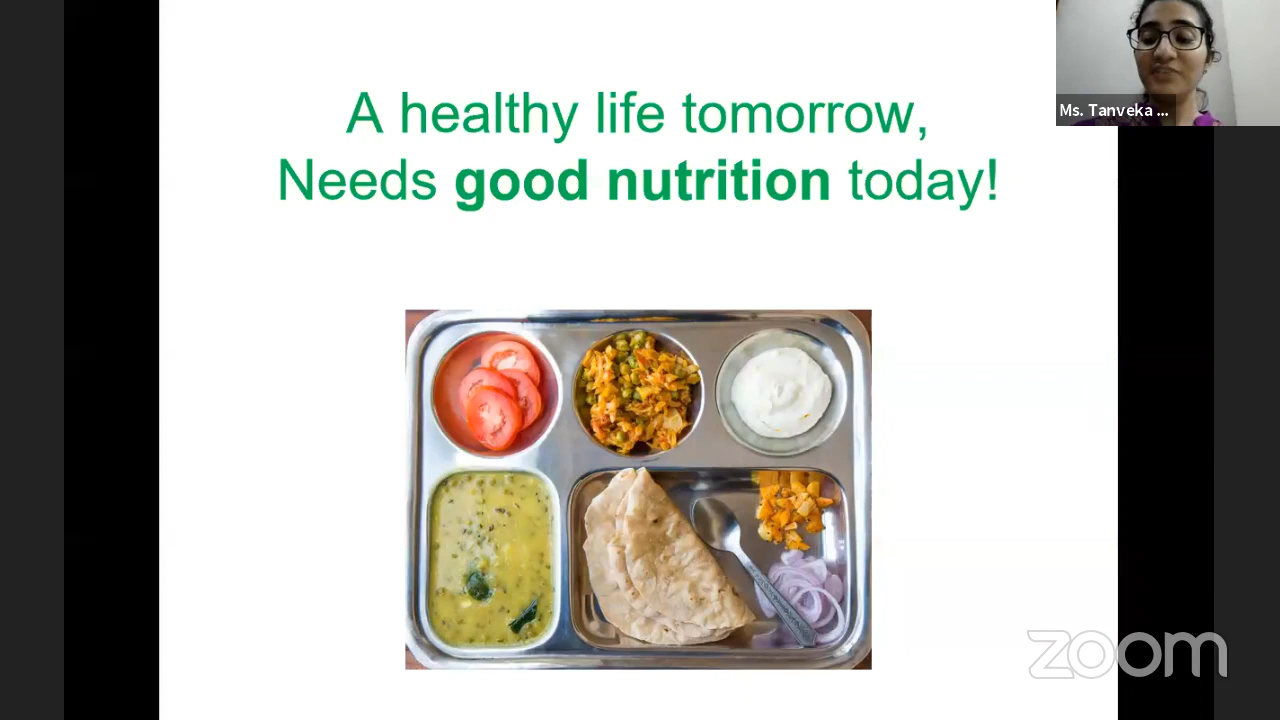 A healthy life tomorrow,
Needs good nutrition today!
Ms. Tanveka ...
zoom